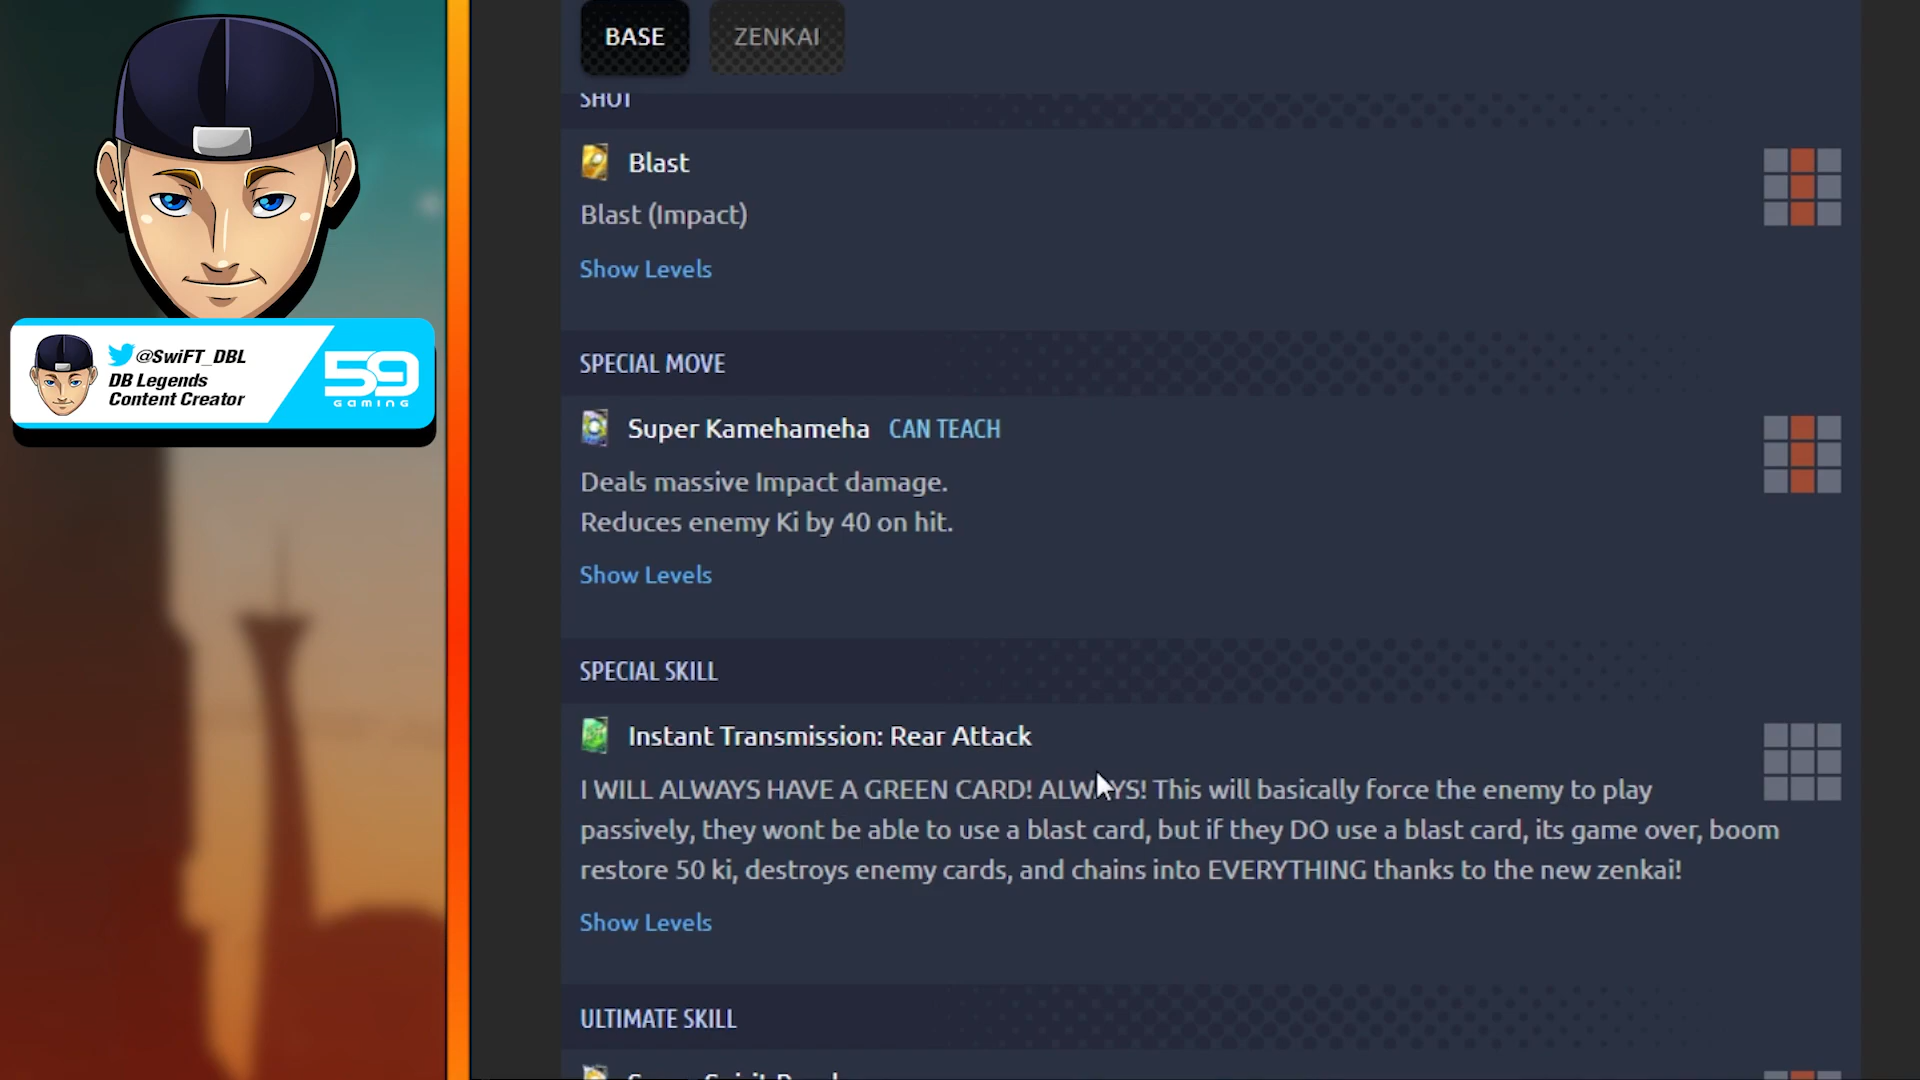 BASE
ZENKAI
SHOT
Blast
Blast (Impact)
Show Levels
@SwiFT_DBL
DB Legends
Content Creator
59
GAMING
SPECIAL MOVE
Super Kamehameha CAN TEACH
Deals massive Impact damage.
Reduces enemy Ki by 40 on hit.
Show Levels
SPECIAL SKILL
Instant Transmission: Rear Attack
I WILL ALWAYS HAVE A GREEN CARD! ALWAYS! This will basically force the enemy to play
passively, they wont be able to use a blast card, but if they DO use a blast card, its game over, boom
restore 50 ki, destroys enemy cards, and chains into EVERYTHING thanks to the new zenkai!
Show Levels
ULTIMATE SKILL